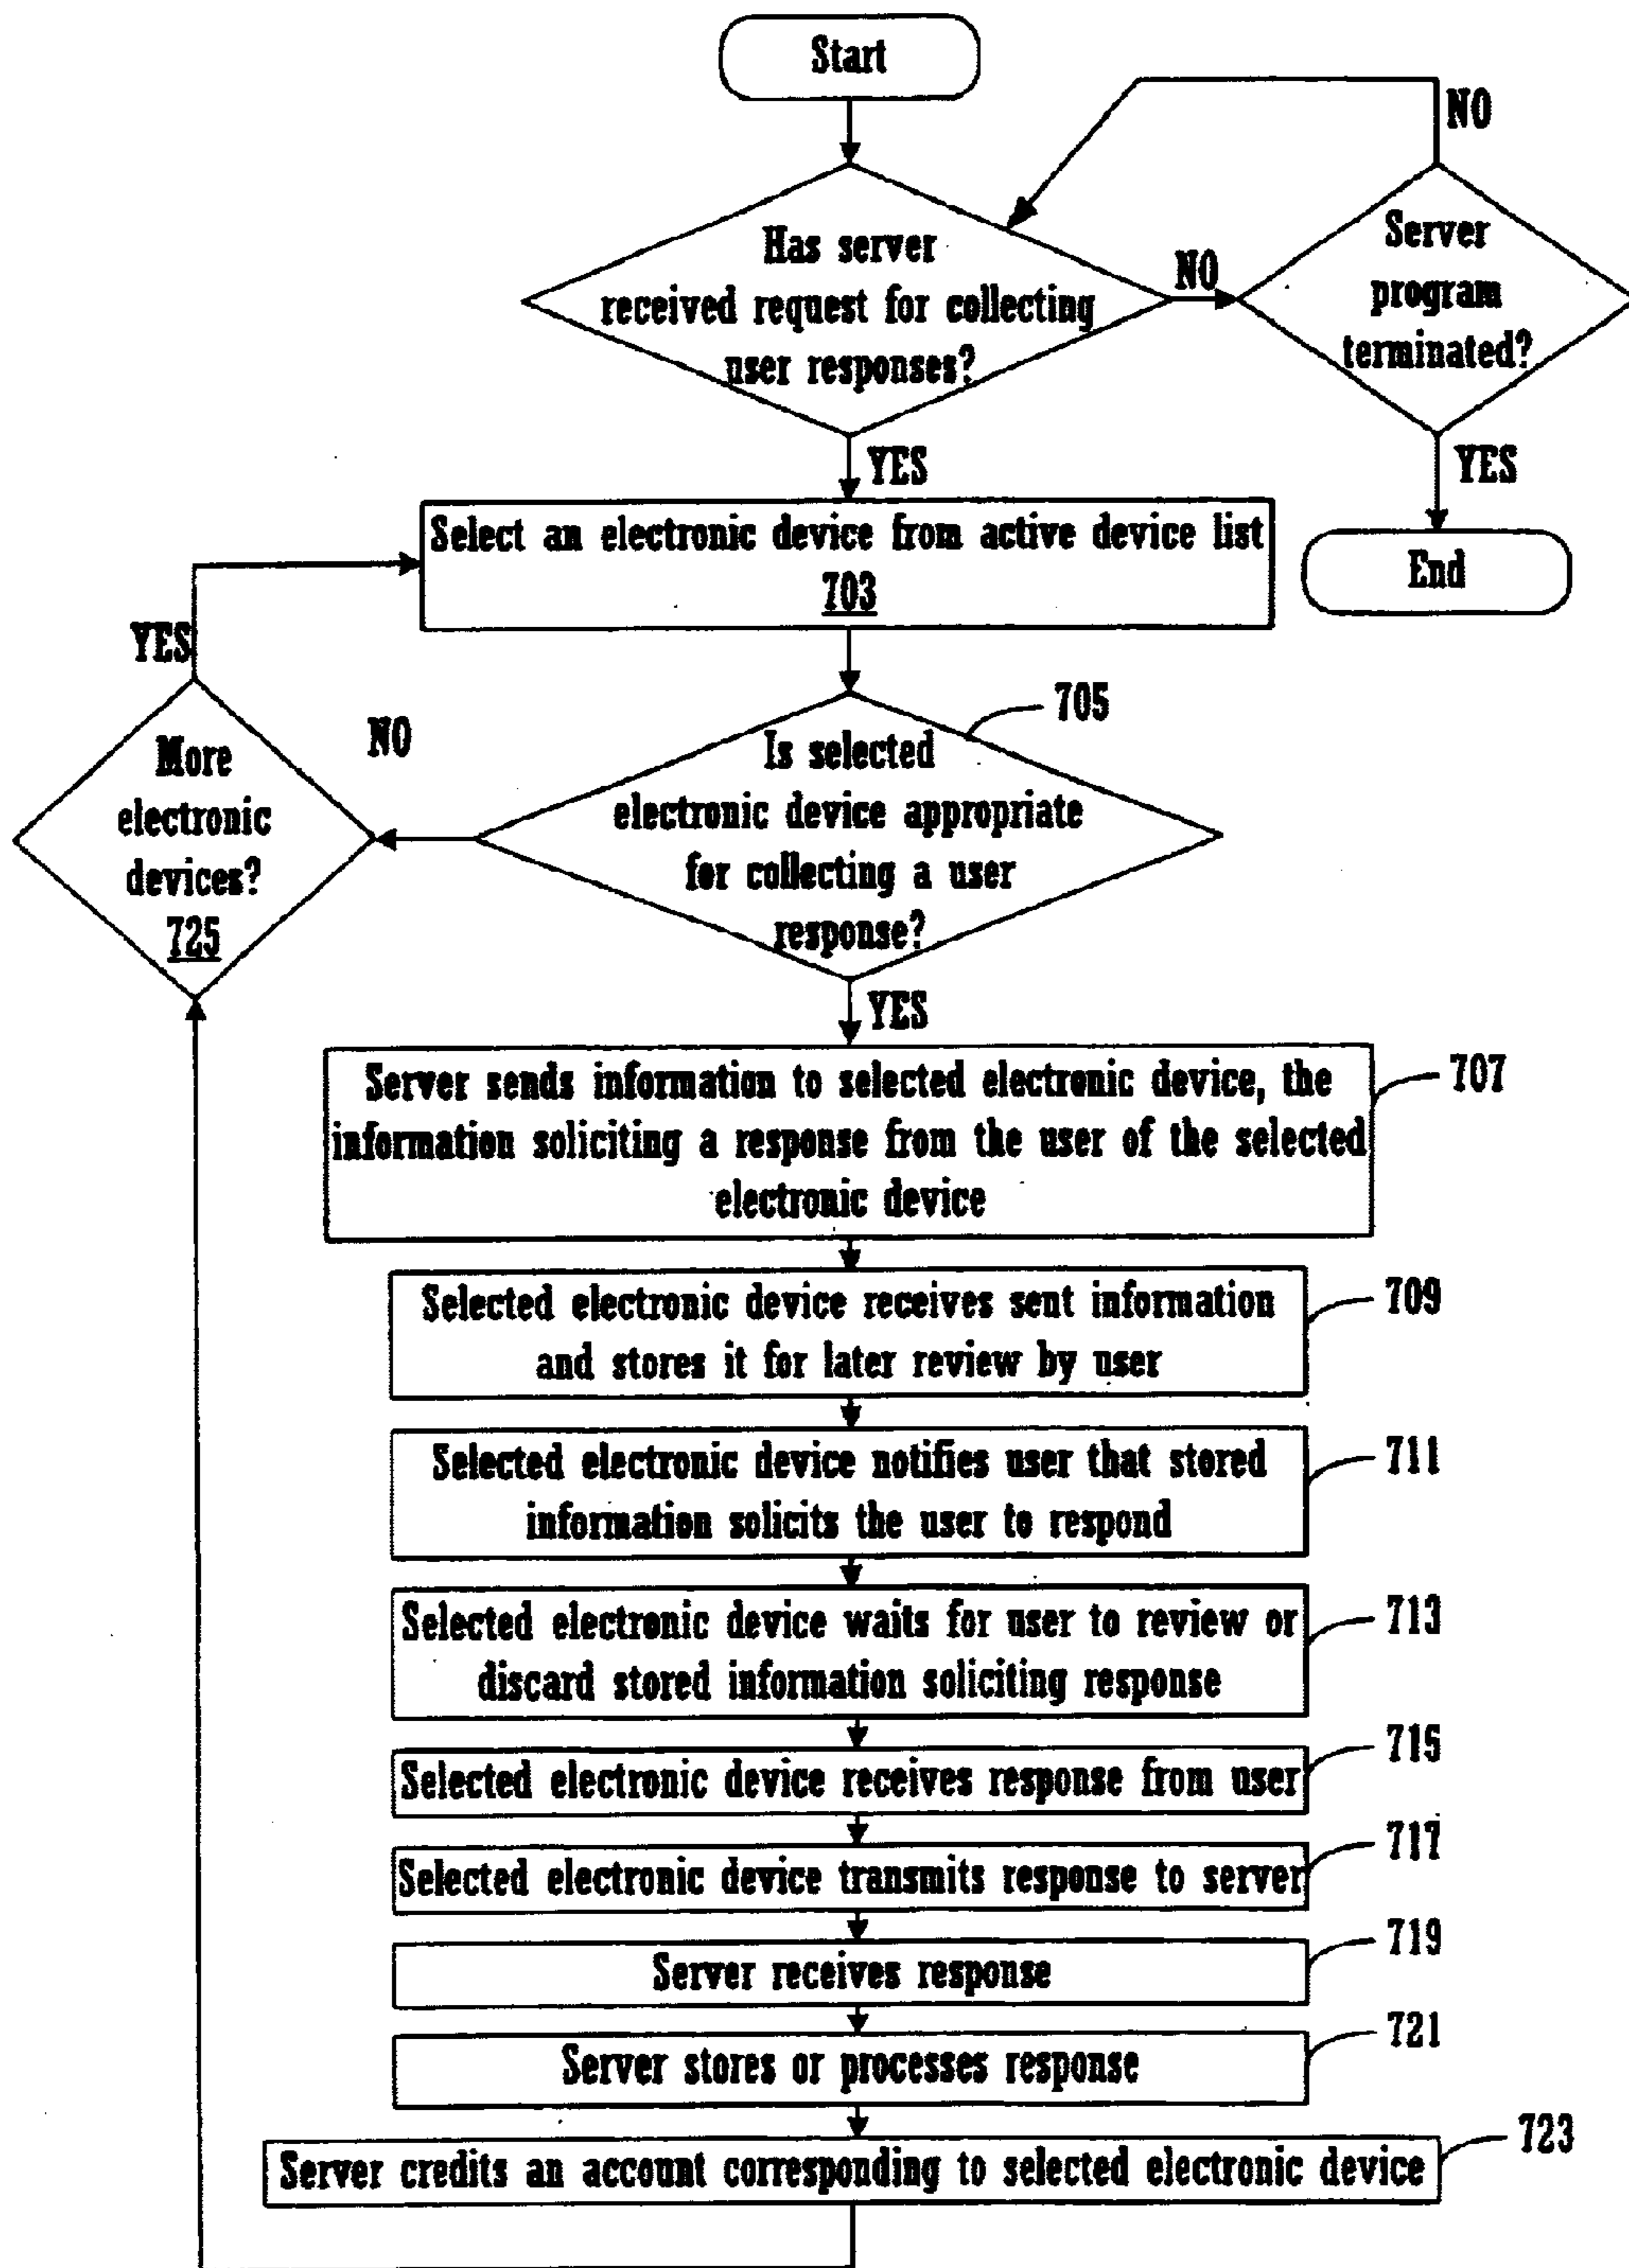 Start
NO
Has server
received request for collecting
user responses?
NO
Server
program
terminated?
YES
YES
Select an electronic device from active device list
703
End
YES
NO
705
More
electronic
devices?
725
Is selected
electronic device appropriate
for collecting a user
response?
YES
Server sends information to selected electronic device, the
information soliciting a response from the user of the selected
electronic device
707
Selected electronic device receives sent information
and stores it for later review by user
709
Selected electronic device notifies user that stored
information solicits the user to respond
711
Selected electronic device waits for user to review or
discard stored information soliciting response
713
Selected electronic device receives response from user
715
Selected electronic device transmits response to server
717
Server receives response
719
Server stores or processes response
721
Server credits an account corresponding to selected electronic device
723